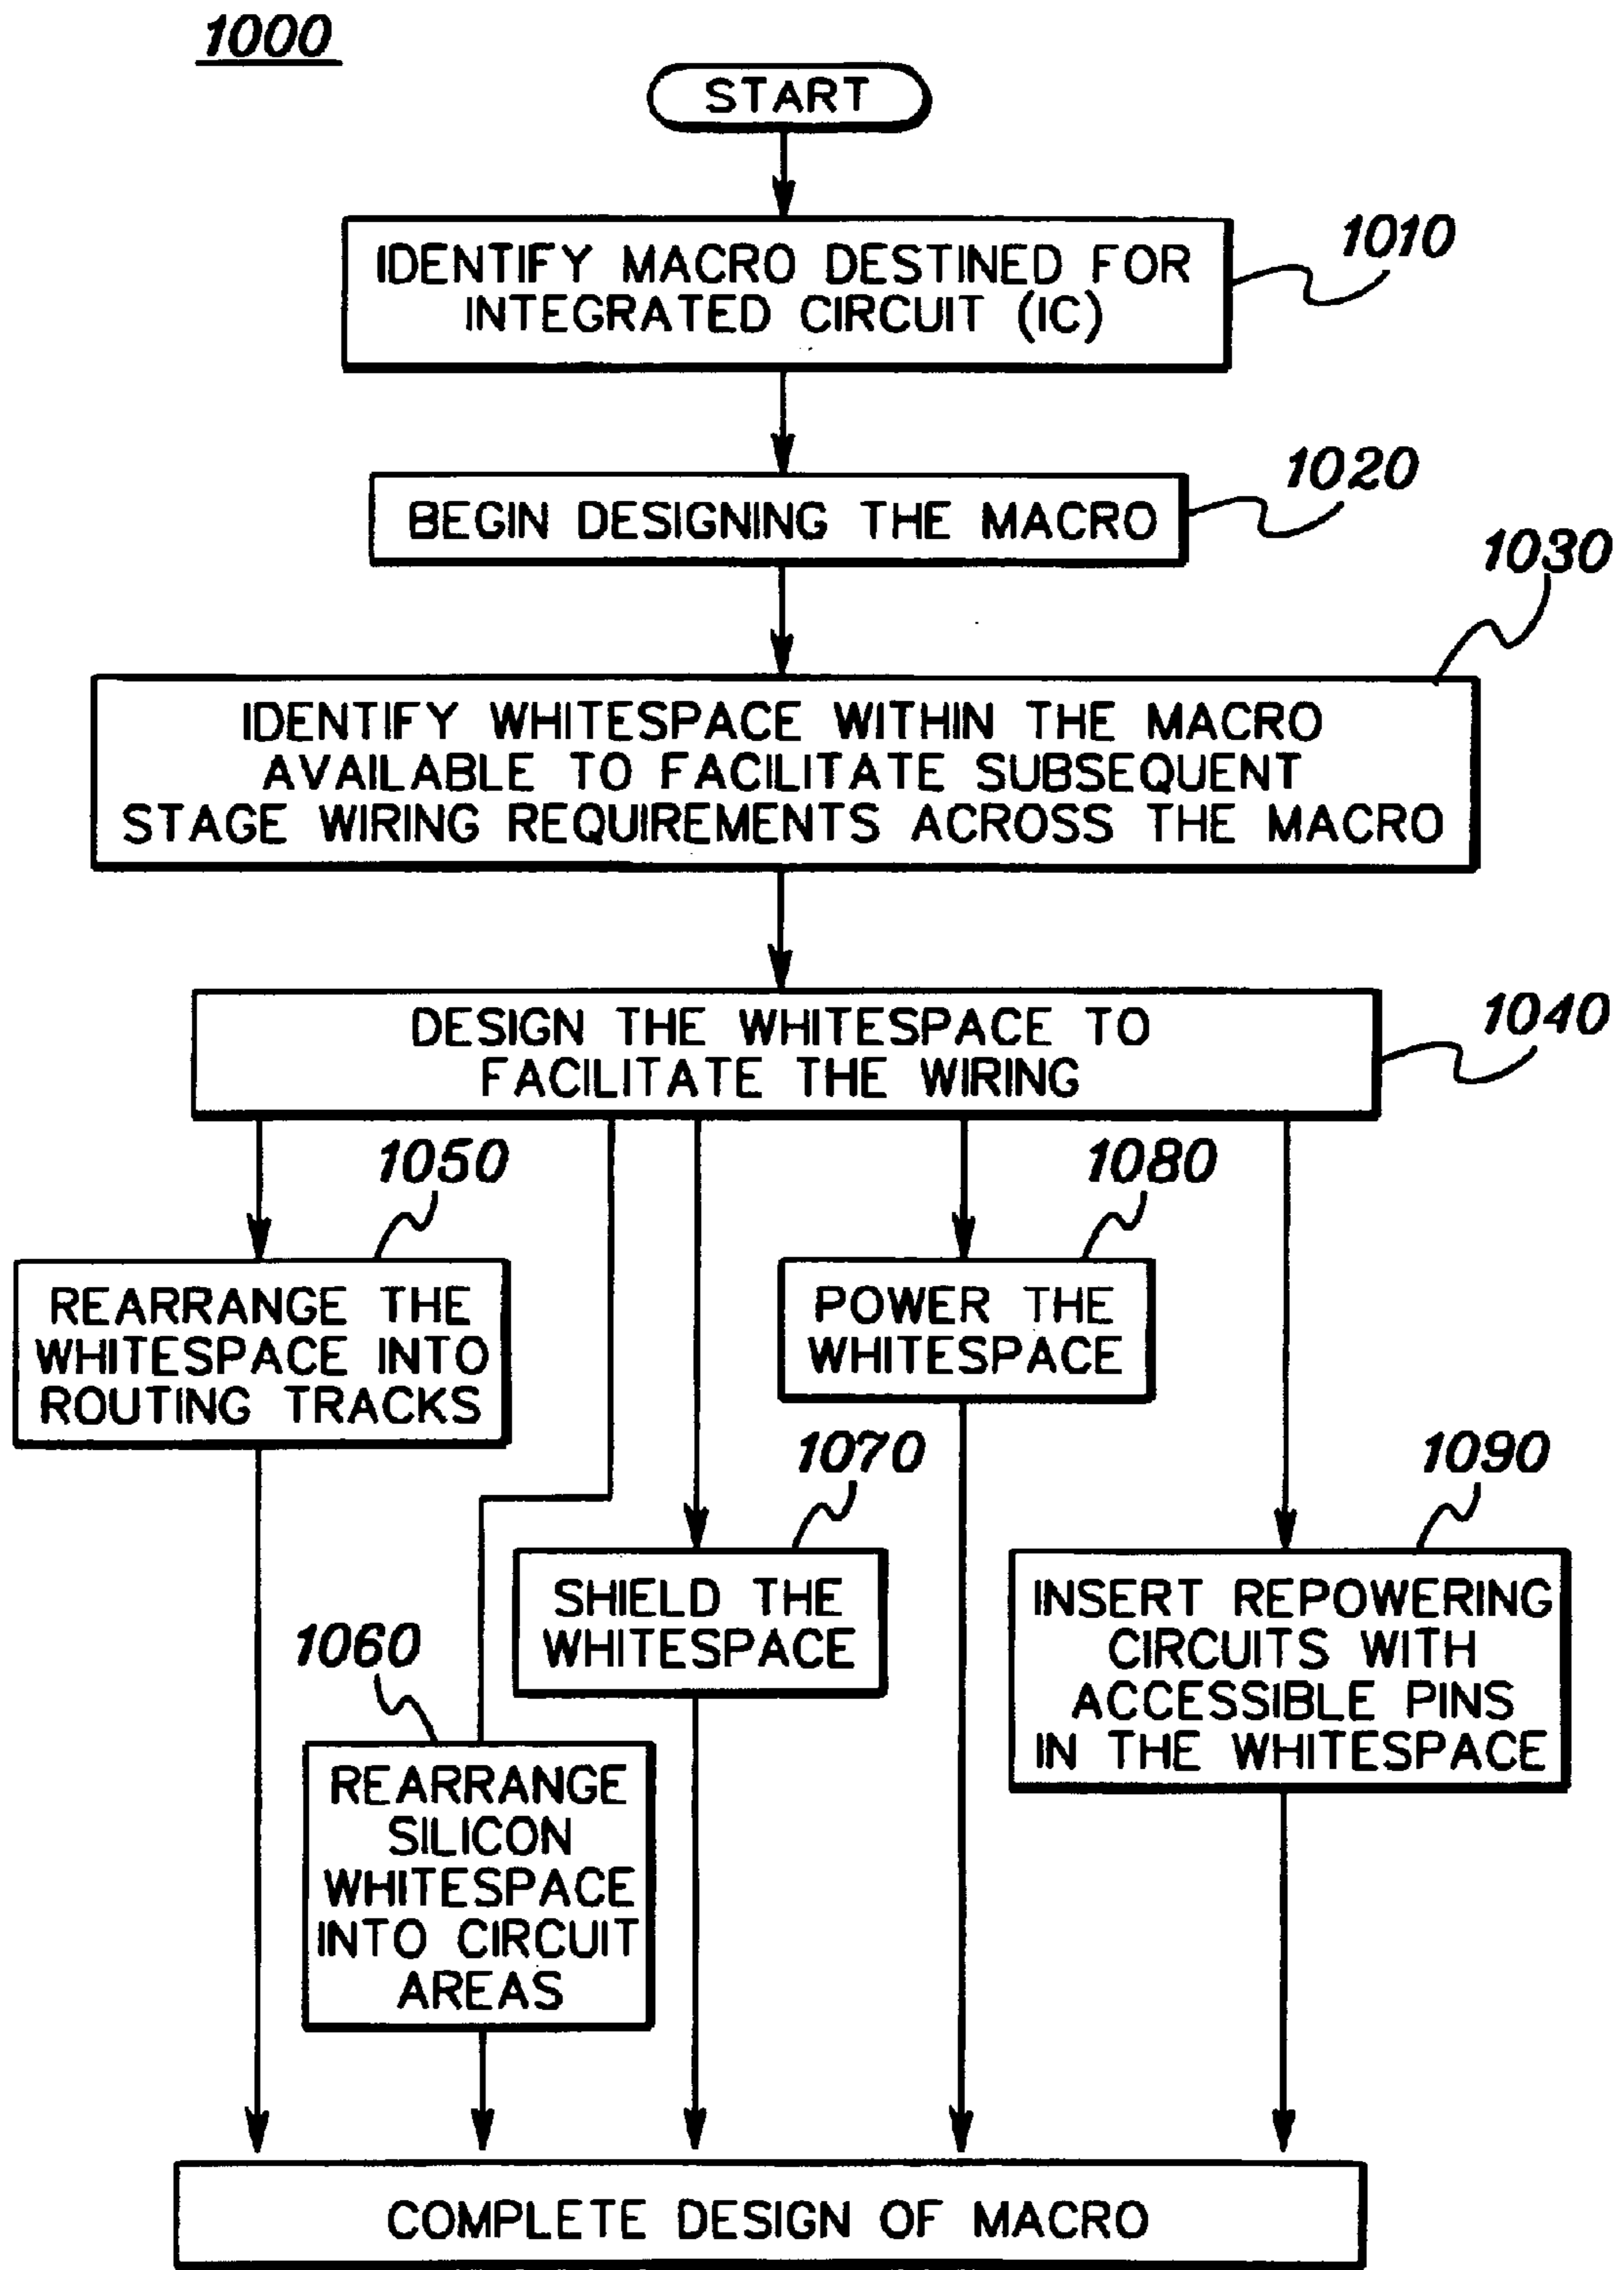 1000
START
IDENTIFY MACRO DESTINED FOR
INTEGRATED CIRCUIT (IC)
1010
BEGIN DESIGNING THE MACRO
1020
1030
IDENTIFY WHITESPACE WITHIN THE MACRO
AVAILABLE TO FACILITATE SUBSEQUENT
STAGE WIRING REQUIREMENTS ACROSS THE MACRO
DESIGN THE WHITESPACE TO
FACILITATE THE WIRING
1040
1050
REARRANGE THE
WHITESPACE INTO
ROUTING TRACKS
1080
POWER THE
WHITESPACE
1070
SHIELD THE
WHITESPACE
1090
INSERT REPOWERING
CIRCUITS WITH
ACCESSIBLE PINS
IN THE WHITESPACE
1060
REARRANGE
SILICON
WHITESPACE
INTO CIRCUIT
AREAS
COMPLETE DESIGN OF MACRO